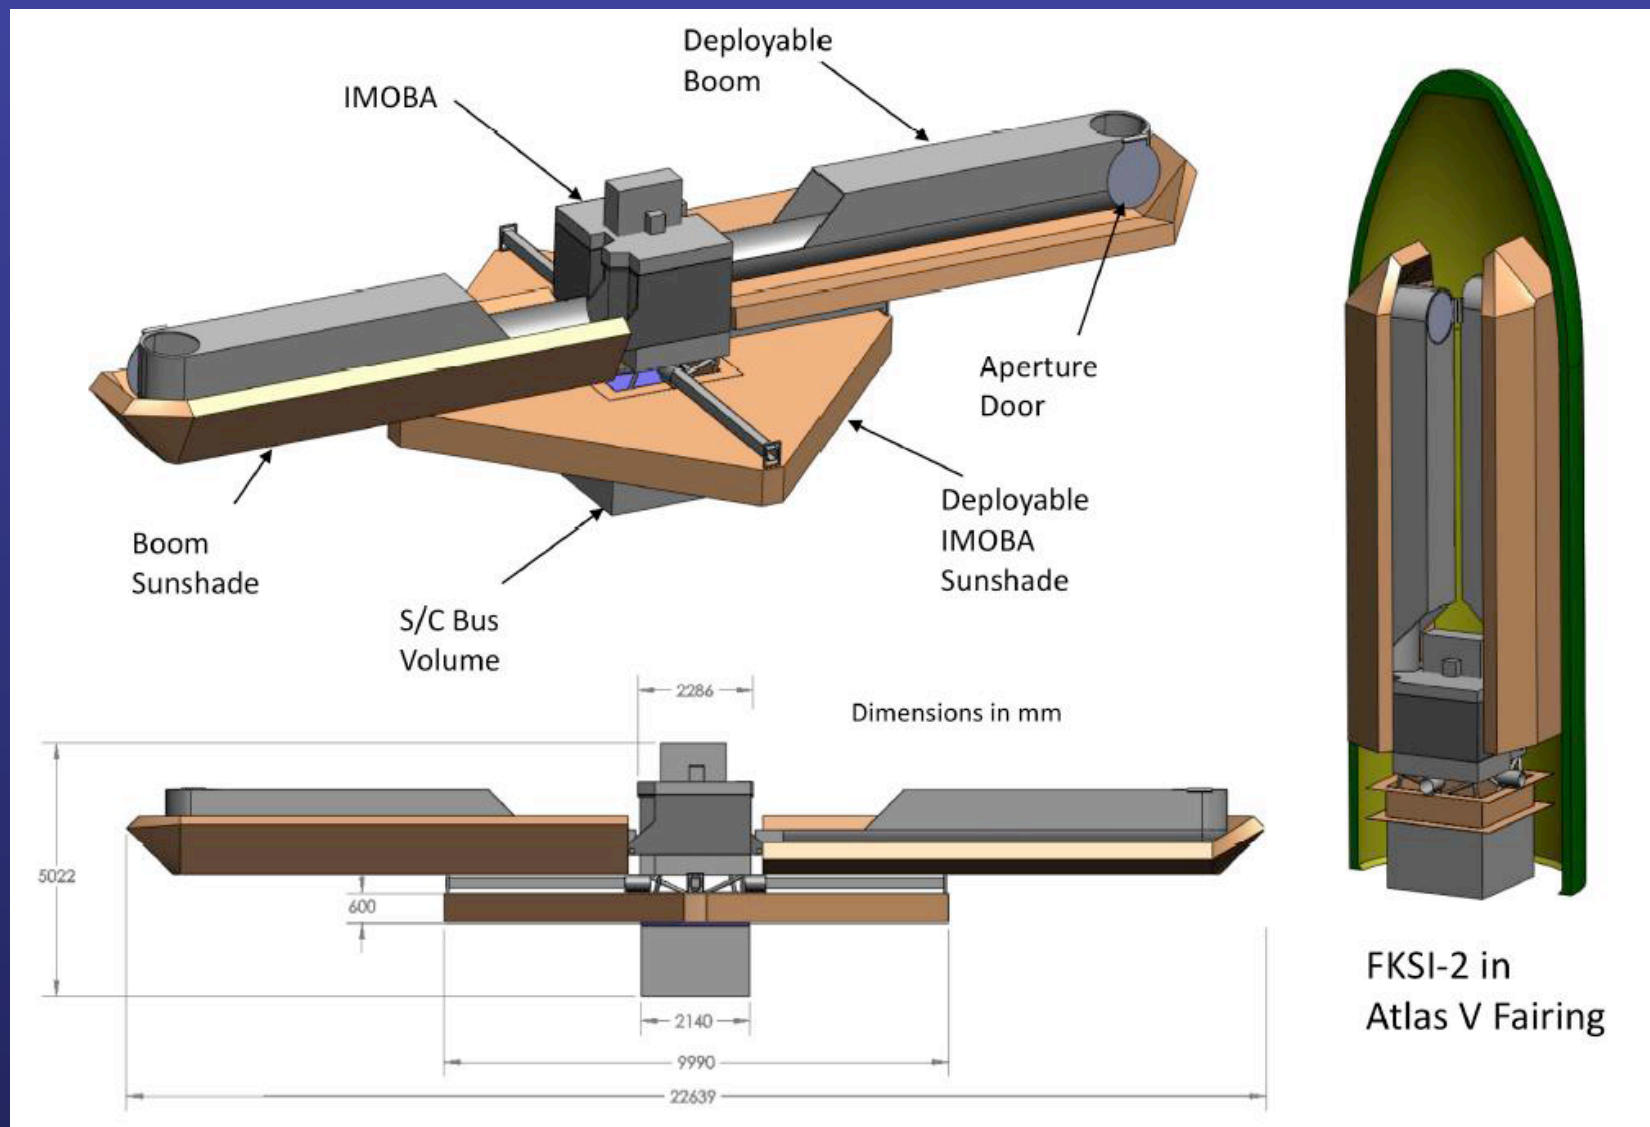 Deployable
Boom
IMOBA
Aperture
Door
Deployable
IMOBA
Sunshade
Boom
Sunshade
S/C Bus
Volume
2286
Dimensions in mm
5022
600
2140
9990
22639
FKSI-2 in
Atlas V Fairing